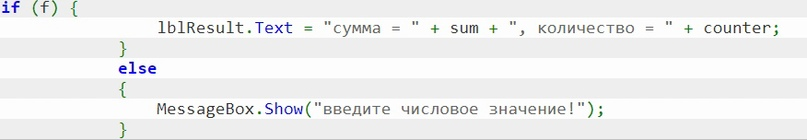 if (f) {
lblResult.Text = "сумма = " + sum + ", количество = " + counter;
}
else
{
MessageBox.Show("введите числовое значение!");
}